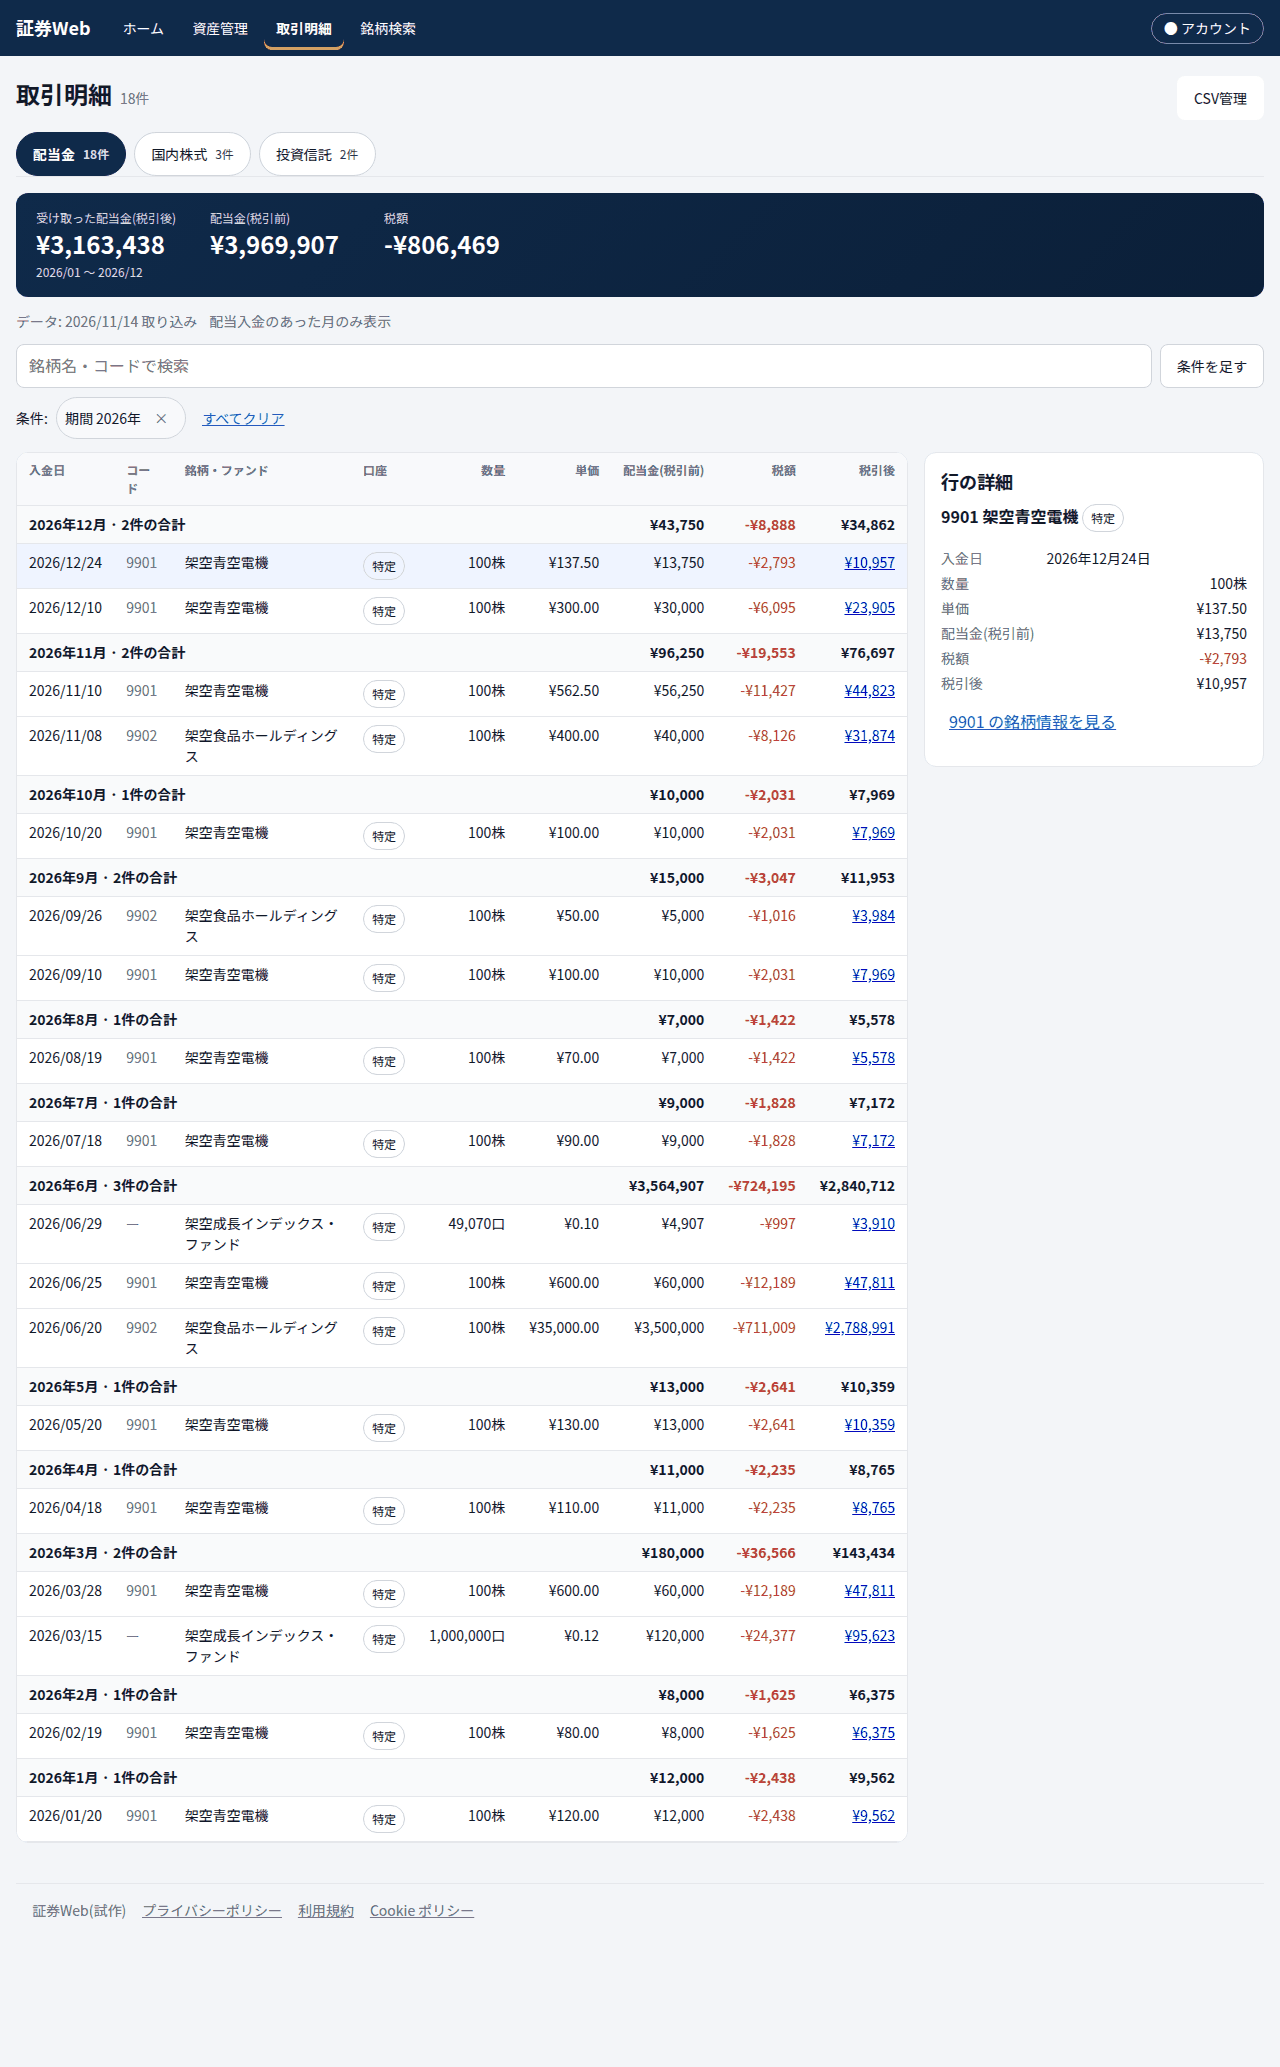 証券Web ホーム 資産管理 取引明細 銘柄検索 アカウント
取引明細 18件 CSV管理
配当金 18件 国内株式 3件 投資信託 2件
受け取った配当金(税引後) 配当金(税引前) 税額
¥3,163,438 ¥3,969,907 -¥806,469
2026/01 〜 2026/12
データ: 2026/11/14 取り込み 配当入金のあった月のみ表示
銘柄名・コードで検索 条件を足す
条件: 期間 2026年 × すべてクリア
入金日 コード 銘柄・ファンド 口座 数量 単価 配当金(税引前) 税額 税引後
2026年12月・2件の合計 ¥43,750 -¥8,888 ¥34,862
2026/12/24 9901 架空青空電機 特定 100株 ¥137.50 ¥13,750 -¥2,793 ¥10,957
2026/12/10 9901 架空青空電機 特定 100株 ¥300.00 ¥30,000 -¥6,095 ¥23,905
2026年11月・2件の合計 ¥96,250 -¥19,553 ¥76,697
2026/11/10 9901 架空青空電機 特定 100株 ¥562.50 ¥56,250 -¥11,427 ¥44,823
2026/11/08 9902 架空食品ホールディングス 特定 100株 ¥400.00 ¥40,000 -¥8,126 ¥31,874
2026年10月・1件の合計 ¥10,000 -¥2,031 ¥7,969
2026/10/20 9901 架空青空電機 特定 100株 ¥100.00 ¥10,000 -¥2,031 ¥7,969
2026年9月・2件の合計 ¥15,000 -¥3,047 ¥11,953
2026/09/26 9902 架空食品ホールディングス 特定 100株 ¥50.00 ¥5,000 -¥1,016 ¥3,984
2026/09/10 9901 架空青空電機 特定 100株 ¥100.00 ¥10,000 -¥2,031 ¥7,969
2026年8月・1件の合計 ¥7,000 -¥1,422 ¥5,578
2026/08/19 9901 架空青空電機 特定 100株 ¥70.00 ¥7,000 -¥1,422 ¥5,578
2026年7月・1件の合計 ¥9,000 -¥1,828 ¥7,172
2026/07/18 9901 架空青空電機 特定 100株 ¥90.00 ¥9,000 -¥1,828 ¥7,172
2026年6月・3件の合計 ¥3,564,907 -¥724,195 ¥2,840,712
2026/06/29 — 架空成長インデックス・ファンド 特定 49,070口 ¥0.10 ¥4,907 -¥997 ¥3,910
2026/06/25 9901 架空青空電機 特定 100株 ¥600.00 ¥60,000 -¥12,189 ¥47,811
2026/06/20 9902 架空食品ホールディングス 特定 100株 ¥35,000.00 ¥3,500,000 -¥711,009 ¥2,788,991
2026年5月・1件の合計 ¥13,000 -¥2,641 ¥10,359
2026/05/20 9901 架空青空電機 特定 100株 ¥130.00 ¥13,000 -¥2,641 ¥10,359
2026年4月・1件の合計 ¥11,000 -¥2,235 ¥8,765
2026/04/18 9901 架空青空電機 特定 100株 ¥110.00 ¥11,000 -¥2,235 ¥8,765
2026年3月・2件の合計 ¥180,000 -¥36,566 ¥143,434
2026/03/28 9901 架空青空電機 特定 100株 ¥600.00 ¥60,000 -¥12,189 ¥47,811
2026/03/15 — 架空成長インデックス・ファンド 特定 1,000,000口 ¥0.12 ¥120,000 -¥24,377 ¥95,623
2026年2月・1件の合計 ¥8,000 -¥1,625 ¥6,375
2026/02/19 9901 架空青空電機 特定 100株 ¥80.00 ¥8,000 -¥1,625 ¥6,375
2026年1月・1件の合計 ¥12,000 -¥2,438 ¥9,562
2026/01/20 9901 架空青空電機 特定 100株 ¥120.00 ¥12,000 -¥2,438 ¥9,562
行の詳細
9901 架空青空電機 特定
入金日 2026年12月24日
数量 100株
単価 ¥137.50
配当金(税引前) ¥13,750
税額 -¥2,793
税引後 ¥10,957
9901 の銘柄情報を見る
証券Web(試作) プライバシーポリシー 利用規約 Cookie ポリシー